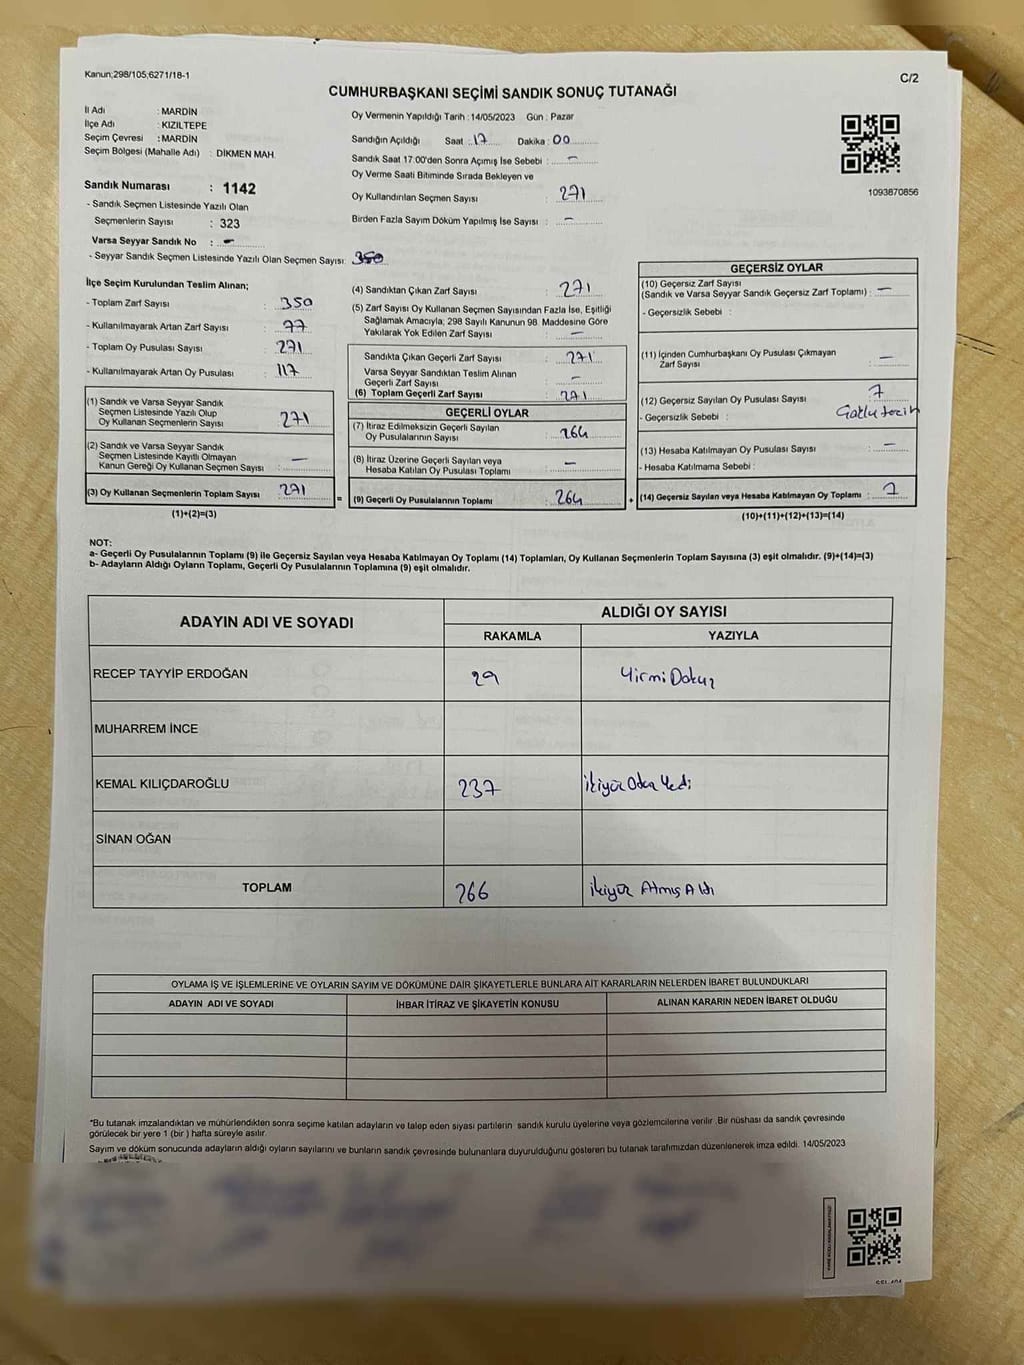 Kanun;298/105;6271/18-1
C/2
CUMHURBAŞKANI SEÇİMİ SANDIK SONUÇ TUTANAĞI
İl Adı : MARDİN
İlçe Adı : KIZILTEPE
Seçim Çevresi : MARDİN
Seçim Bölgesi (Mahalle Adı) : DİKMEN MAH.
Sandık Numarası : 1142
- Sandık Seçmen Listesinde Yazılı Olan
Seçmenlerin Sayısı : 323
Varsa Seyyar Sandık No : -
- Seyyar Sandık Seçmen Listesinde Yazılı Olan Seçmen Sayısı:
Oy Vermenin Yapıldığı Tarih : 14/05/2023 Gün : Pazar
Sandığın Açıldığı Saat : 17 Dakika : 00
Sandık Saat 17:00'den Sonra Açımış İse Sebebi : -
Oy Verme Saati Bitiminde Sırada Bekleyen ve
Oy Kullandırılan Seçmen Sayısı : 271
Birden Fazla Sayım Döküm Yapılmış İse Sayısı : -
1093870856
İlçe Seçim Kurulundan Teslim Alınan;
- Toplam Zarf Sayısı : 350
- Kullanılmayarak Artan Zarf Sayısı : 77
- Toplam Oy Pusulası Sayısı : 271
- Kullanılmayarak Artan Oy Pusulası : 117
(1) Sandık ve Varsa Seyyar Sandık
Seçmen Listesinde Yazılı Olup
Oy Kullanan Seçmenlerin Sayısı : 271
(2) Sandık ve Varsa Seyyar Sandık
Seçmen Listesinde Kayıtlı Olmayan
Kanun Gereği Oy Kullanan Seçmen Sayısı : -
(3) Oy Kullanan Seçmenlerin Toplam Sayısı : 271
(1)+(2)=(3)
=
(4) Sandıktan Çıkan Zarf Sayısı : 271
(5) Zarf Sayısı Oy Kullanan Seçmen Sayısından Fazla İse, Eşitliği
Sağlamak Amacıyla; 298 Sayılı Kanunun 98. Maddesine Göre
Yakılarak Yok Edilen Zarf Sayısı : -
Sandıkta Çıkan Geçerli Zarf Sayısı : 271
Varsa Seyyar Sandıktan Teslim Alınan
Geçerli Zarf Sayısı : -
(6) Toplam Geçerli Zarf Sayısı : 271
GEÇERLİ OYLAR
(7) İtiraz Edilmeksizin Geçerli Sayılan
Oy Pusulalarının Sayısı : 264
(8) İtiraz Üzerine Geçerli Sayılan veya
Hesaba Katılan Oy Pusulası Toplamı : -
(9) Geçerli Oy Pusulalarının Toplamı : 264
+
GEÇERSİZ OYLAR
(10) Geçersiz Zarf Sayısı
(Sandık ve Varsa Seyyar Sandık Geçersiz Zarf Toplamı) : -
- Geçersizlik Sebebi :
(11) İçinden Cumhurbaşkanı Oy Pusulası Çıkmayan
Zarf Sayısı : -
(12) Geçersiz Sayılan Oy Pusulası Sayısı : 7
- Geçersizlik Sebebi :
(13) Hesaba Katılmayan Oy Pusulası Sayısı : -
- Hesaba Katılmama Sebebi :
(14) Geçersiz Sayılan veya Hesaba Katılmayan Oy Toplamı : 7
(10)+(11)+(12)+(13)=(14)
NOT:
a- Geçerli Oy Pusulalarının Toplamı (9) ile Geçersiz Sayılan veya Hesaba Katılmayan Oy Toplamı (14) Toplamları, Oy Kullanan Seçmenlerin Toplam Sayısına (3) eşit olmalıdır. (9)+(14)=(3)
b- Adayların Aldığı Oyların Toplamı, Geçerli Oy Pusulalarının Toplamına (9) eşit olmalıdır.
ADAYIN ADI VE SOYADI
ALDIĞI OY SAYISI
RAKAMLA YAZIYLA
RECEP TAYYİP ERDOĞAN 29 Yirmi Dokuz
MUHARREM İNCE
KEMAL KILIÇDAROĞLU 237 İkiyüz Otuz Yedi
SİNAN OĞAN
TOPLAM 266 İkiyüz Atmış Altı
OYLAMA İŞ VE İŞLEMLERİNE VE OYLARIN SAYIM VE DÖKÜMÜNE DAİR ŞİKAYETLERLE BUNLARA AİT KARARLARIN NELERDEN İBARET BULUNDUKLARI
ADAYIN ADI VE SOYADI İHBAR İTİRAZ VE ŞİKAYETİN KONUSU ALINAN KARARIN NEDEN İBARET OLDUĞU
*Bu tutanak imzalandıktan ve mühürlendikten sonra seçime katılan adayların ve talep eden siyasi partilerin sandık kurulu üyelerine veya gözlemcilerine verilir .Bir nüshası da sandık çevresinde
görülecek bir yere 1 (bir ) hafta süreyle asılır.
Sayım ve döküm sonucunda adayların aldığı oyların sayılarını ve bunların sandık çevresinde bulunanlara duyurulduğunu gösteren bu tutanak tarafımızdan düzenlenerek imza edildi. 14/05/2023